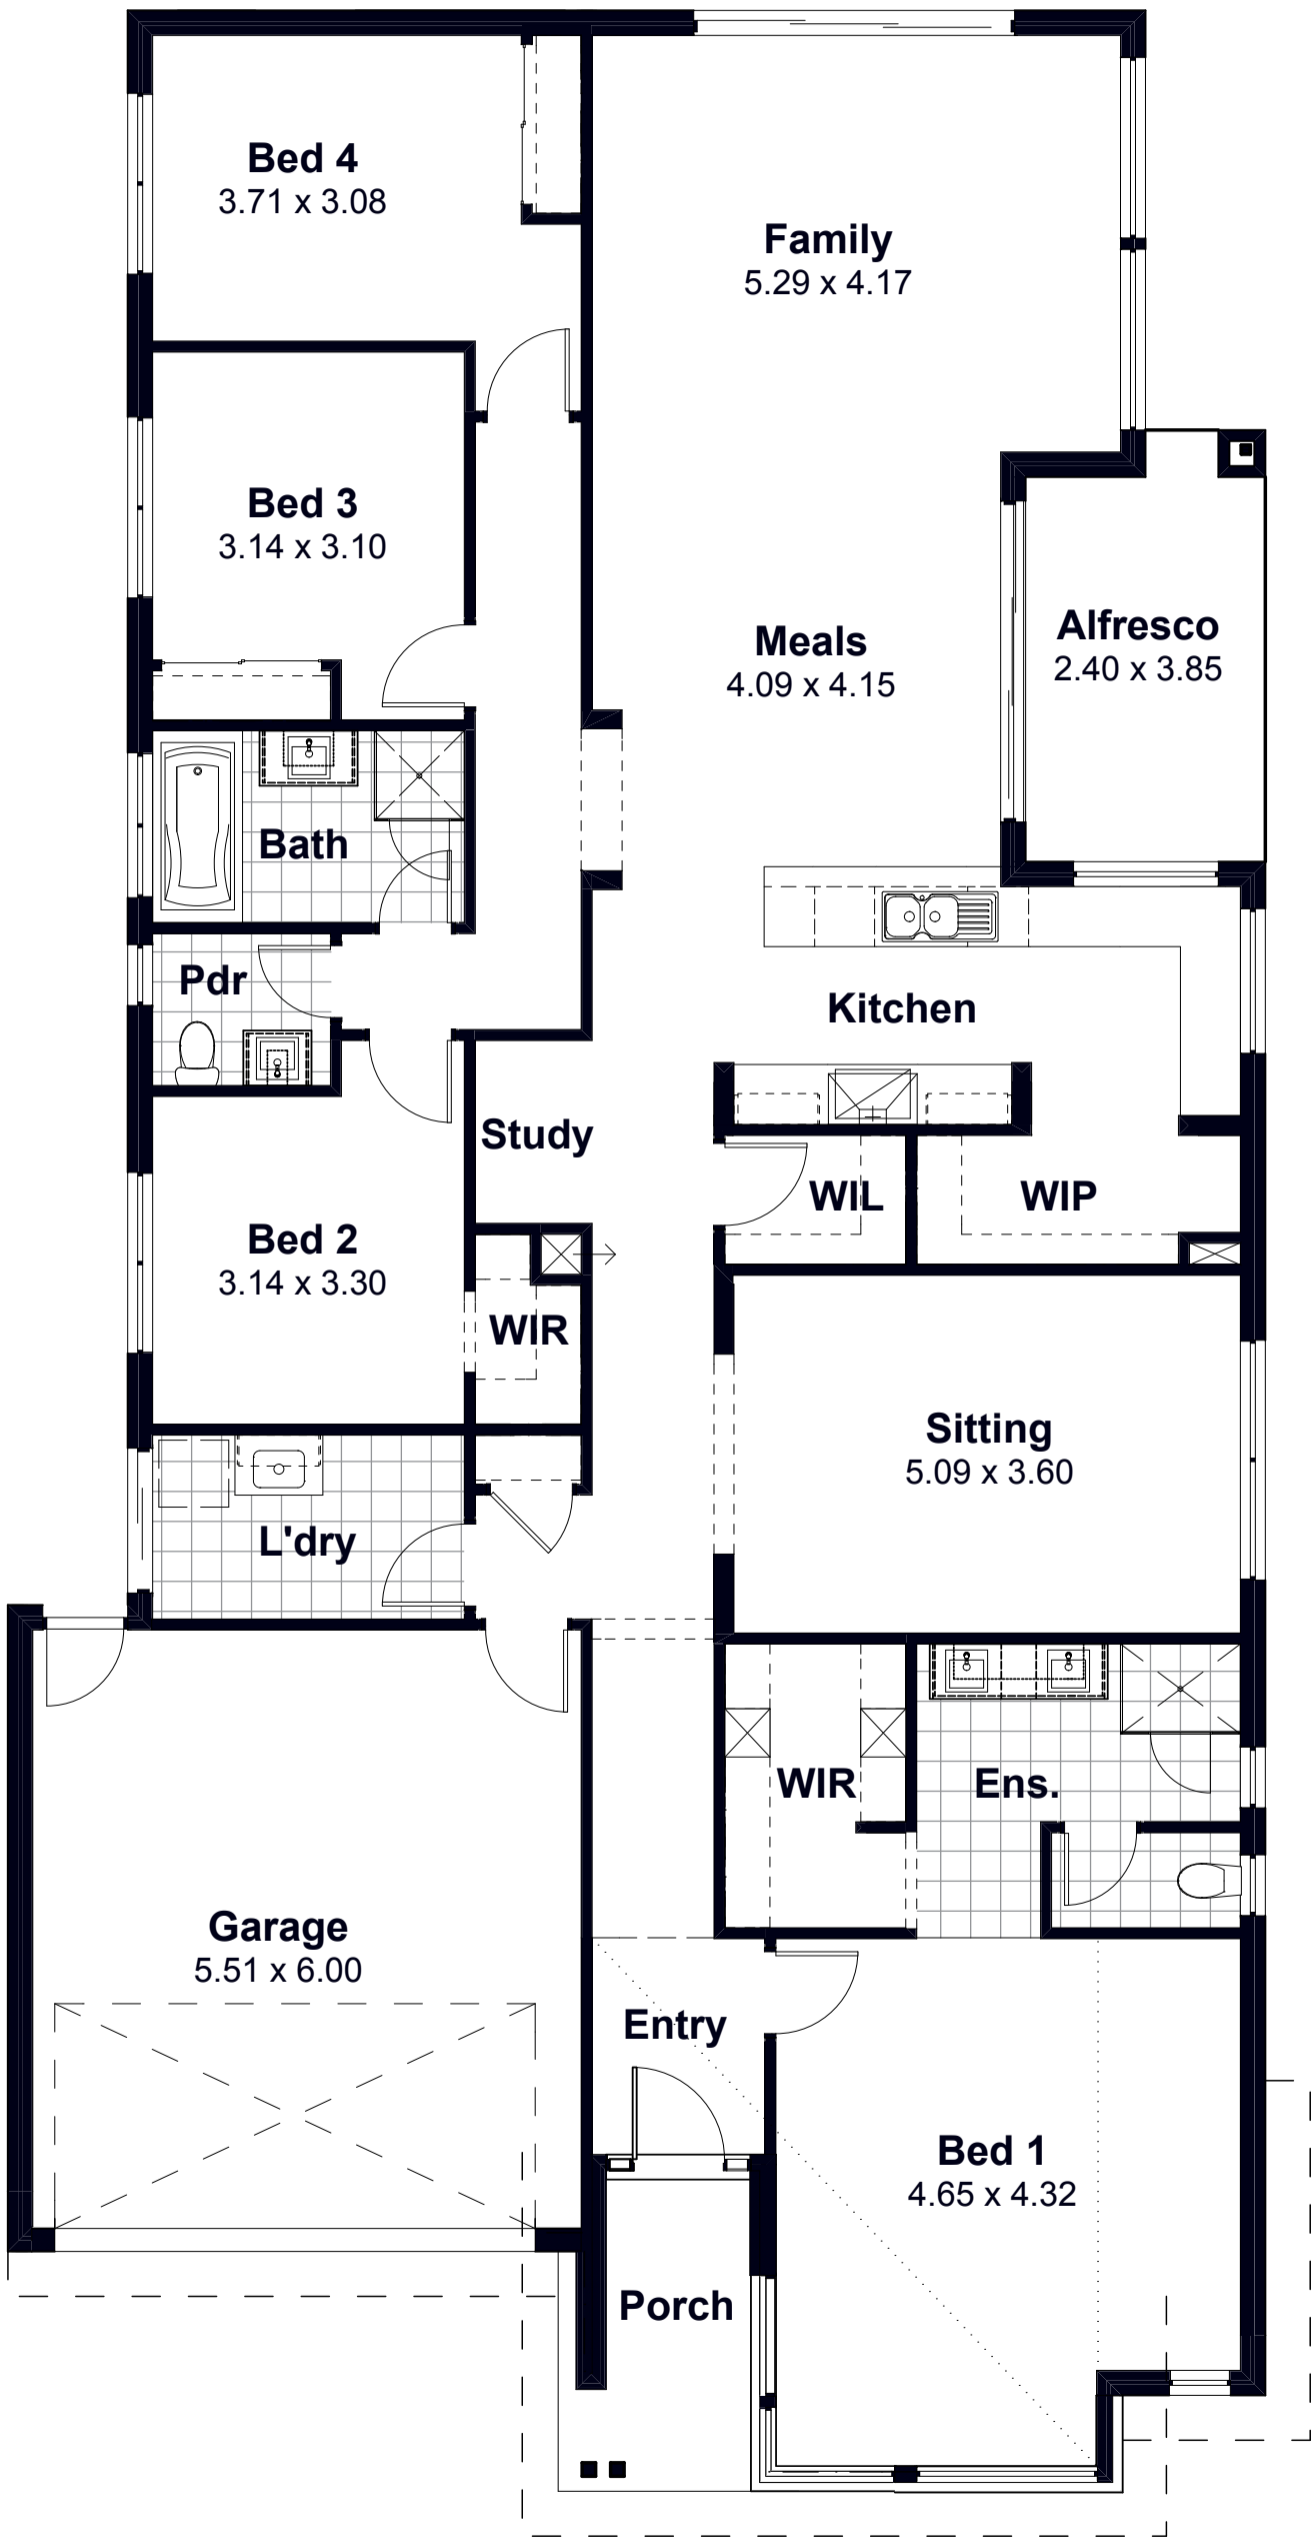 Bed 4
3.71 x 3.08
Family
5.29 x 4.17
Bed 3
3.14 x 3.10
Meals
4.09 x 4.15
Alfresco
2.40 x 3.85
Bath
Pdr
Kitchen
Study
WIL
WIP
Bed 2
3.14 x 3.30
WIR
Sitting
5.09 x 3.60
L'dry
WIR
Ens.
Garage
5.51 x 6.00
Entry
Bed 1
4.65 x 4.32
Porch